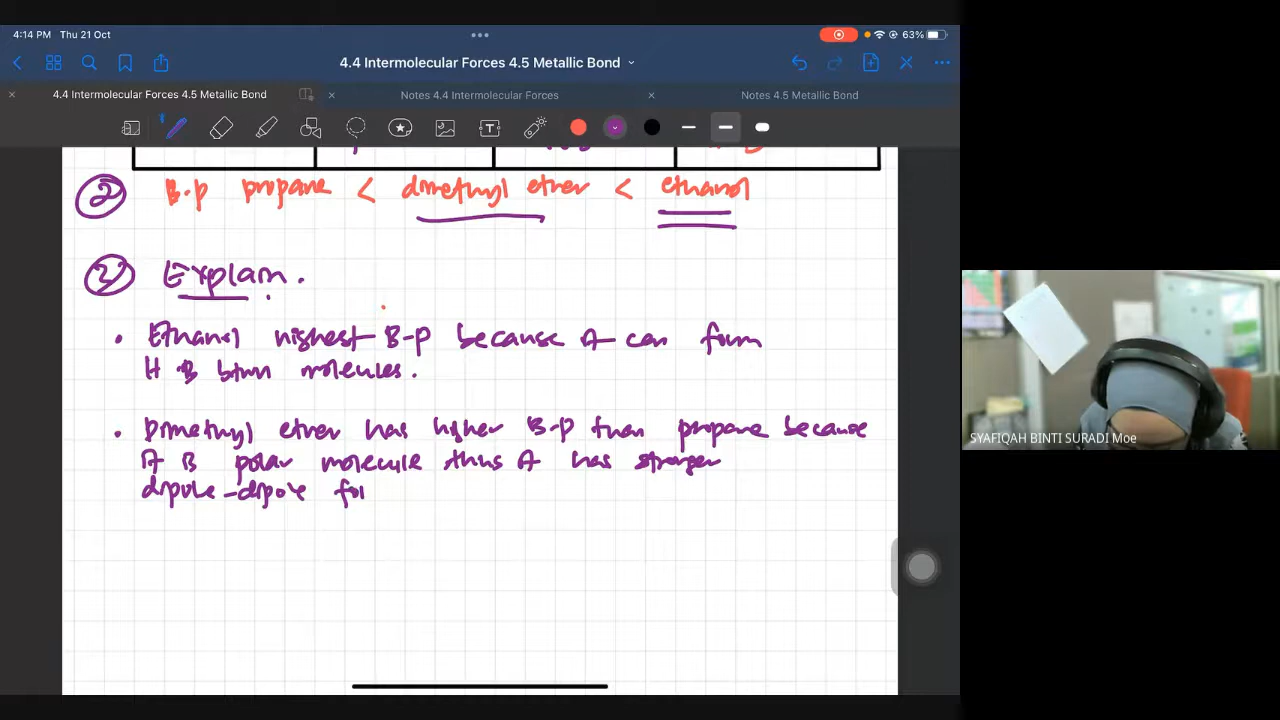 4:14 PM Thu 21 Oct
63%
4.4 Intermolecular Forces 4.5 Metallic Bond
4.4 Intermolecular Forces 4.5 Metallic Bond
Notes 4.4 Intermolecular Forces
Notes 4.5 Metallic Bond
② B.p propane < dimethyl ether < ethanol
Explain.
• Ethanol highest B.p because it can form
H B btwn molecules.
• Dimethyl ether has higher B.p than propane because
it is polar molecule thus it has stronger
dipole-dipole for
SYAFIQAH BINTI SURADI Moe